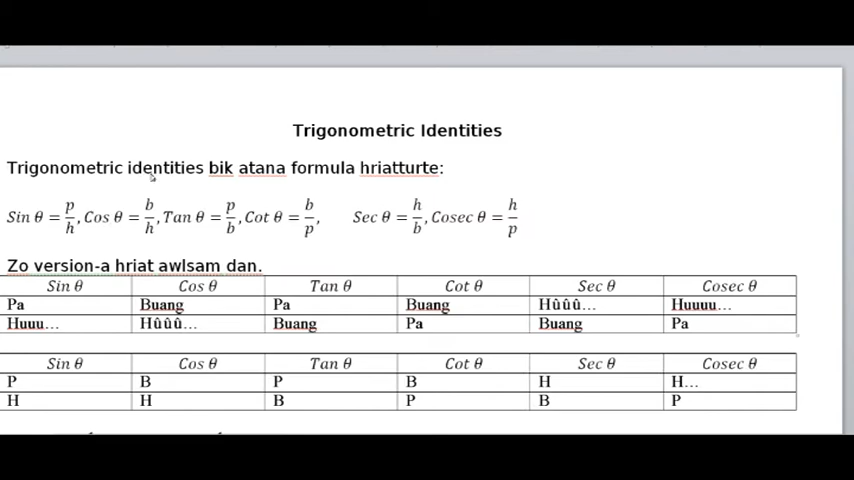 Trigonometric Identities
Trigonometric identities bik atana formula hriatturte:
Sin θ = p/h, Cos θ = b/h, Tan θ = p/b, Cot θ = b/p, Sec θ = h/b, Cosec θ = h/p
Zo version-a hriat awlsam dan.
Sin θ Cos θ Tan θ Cot θ Sec θ Cosec θ
Pa Buang Pa Buang Hûûû... Huuuu...
Huuu... Hûûû... Buang Pa Buang Pa
Sin θ Cos θ Tan θ Cot θ Sec θ Cosec θ
P B P B H H...
H H B P B P